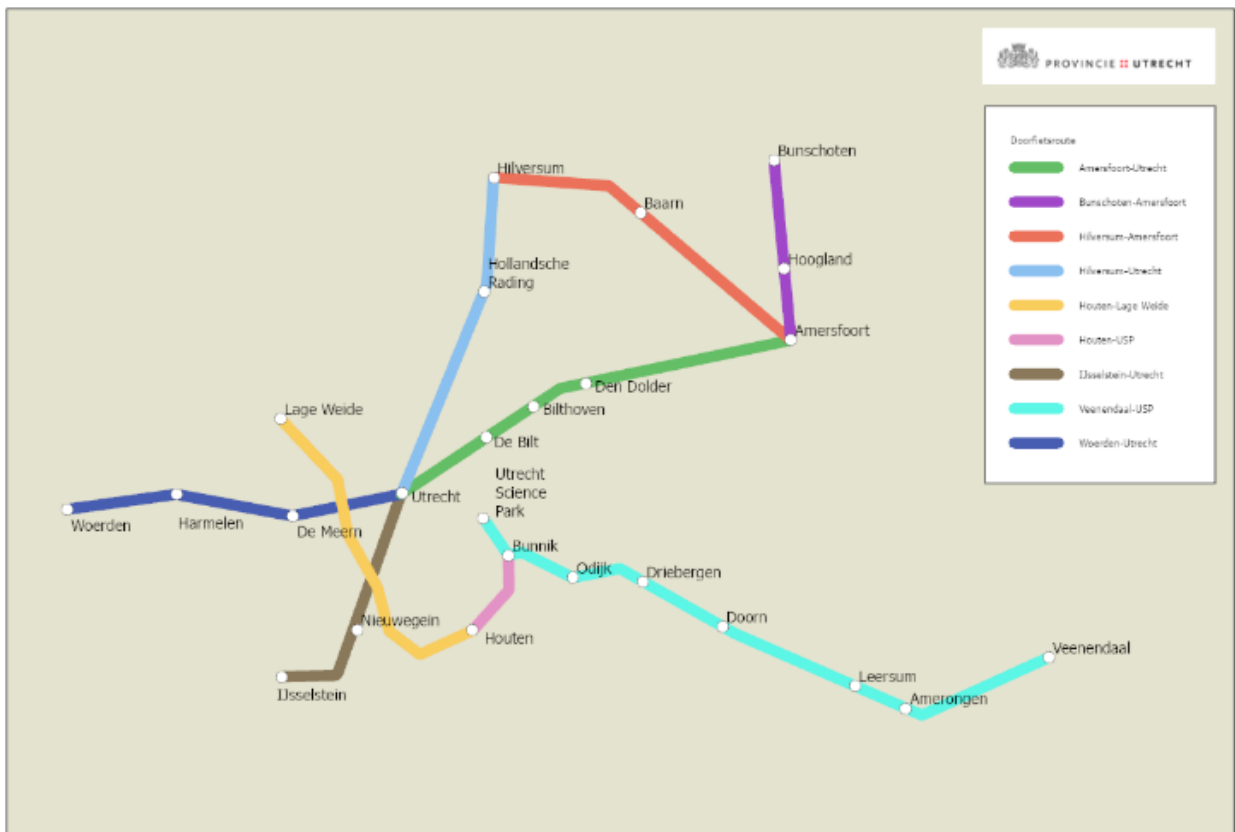 PROVINCIE UTRECHT
Doorfietsroute
Amersfoort-Utrecht
Bunschoten-Amersfoort
Hilversum-Amersfoort
Hilversum-Utrecht
Houten-Lage Weide
Houten-USP
IJsselstein-Utrecht
Veenendaal-USP
Woerden-Utrecht
Bunschoten
Hilversum
Baarn
Hollandsche
Rading
Hoogland
Amersfoort
Den Dolder
Lage Weide
Bilthoven
De Bilt
Utrecht
Science
Park
Utrecht
Woerden
Harmelen
De Meern
Bunnik
Odijk
Driebergen
Nieuwegein
Houten
Doorn
Veenendaal
Leersum
IJsselstein
Amerongen